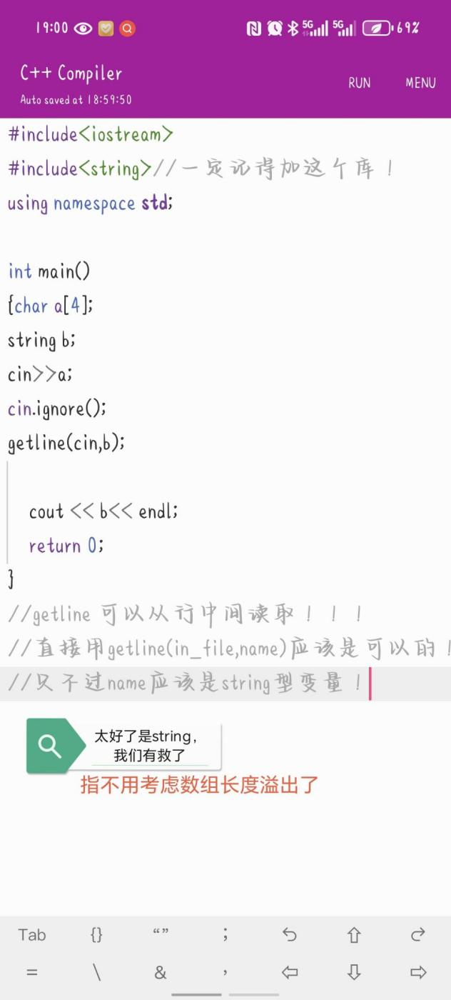 19:00 5G 5G 69%
C++ Compiler
RUN MENU
Auto saved at 18:59:50
#include<iostream>
#include<string>//一定记得加这个库！
using namespace std;
int main()
{char a[4];
string b;
cin>>a;
cin.ignore();
getline(cin,b);
cout << b<< endl;
return 0;
}
//getline 可以从行中间读取！！！
//直接用getline(in_file,name)应该是可以的！
//只不过name应该是string型变量！
太好了是string，
我们有救了
指不用考虑数组长度溢出了
Tab {} “” ;
= \ & ,